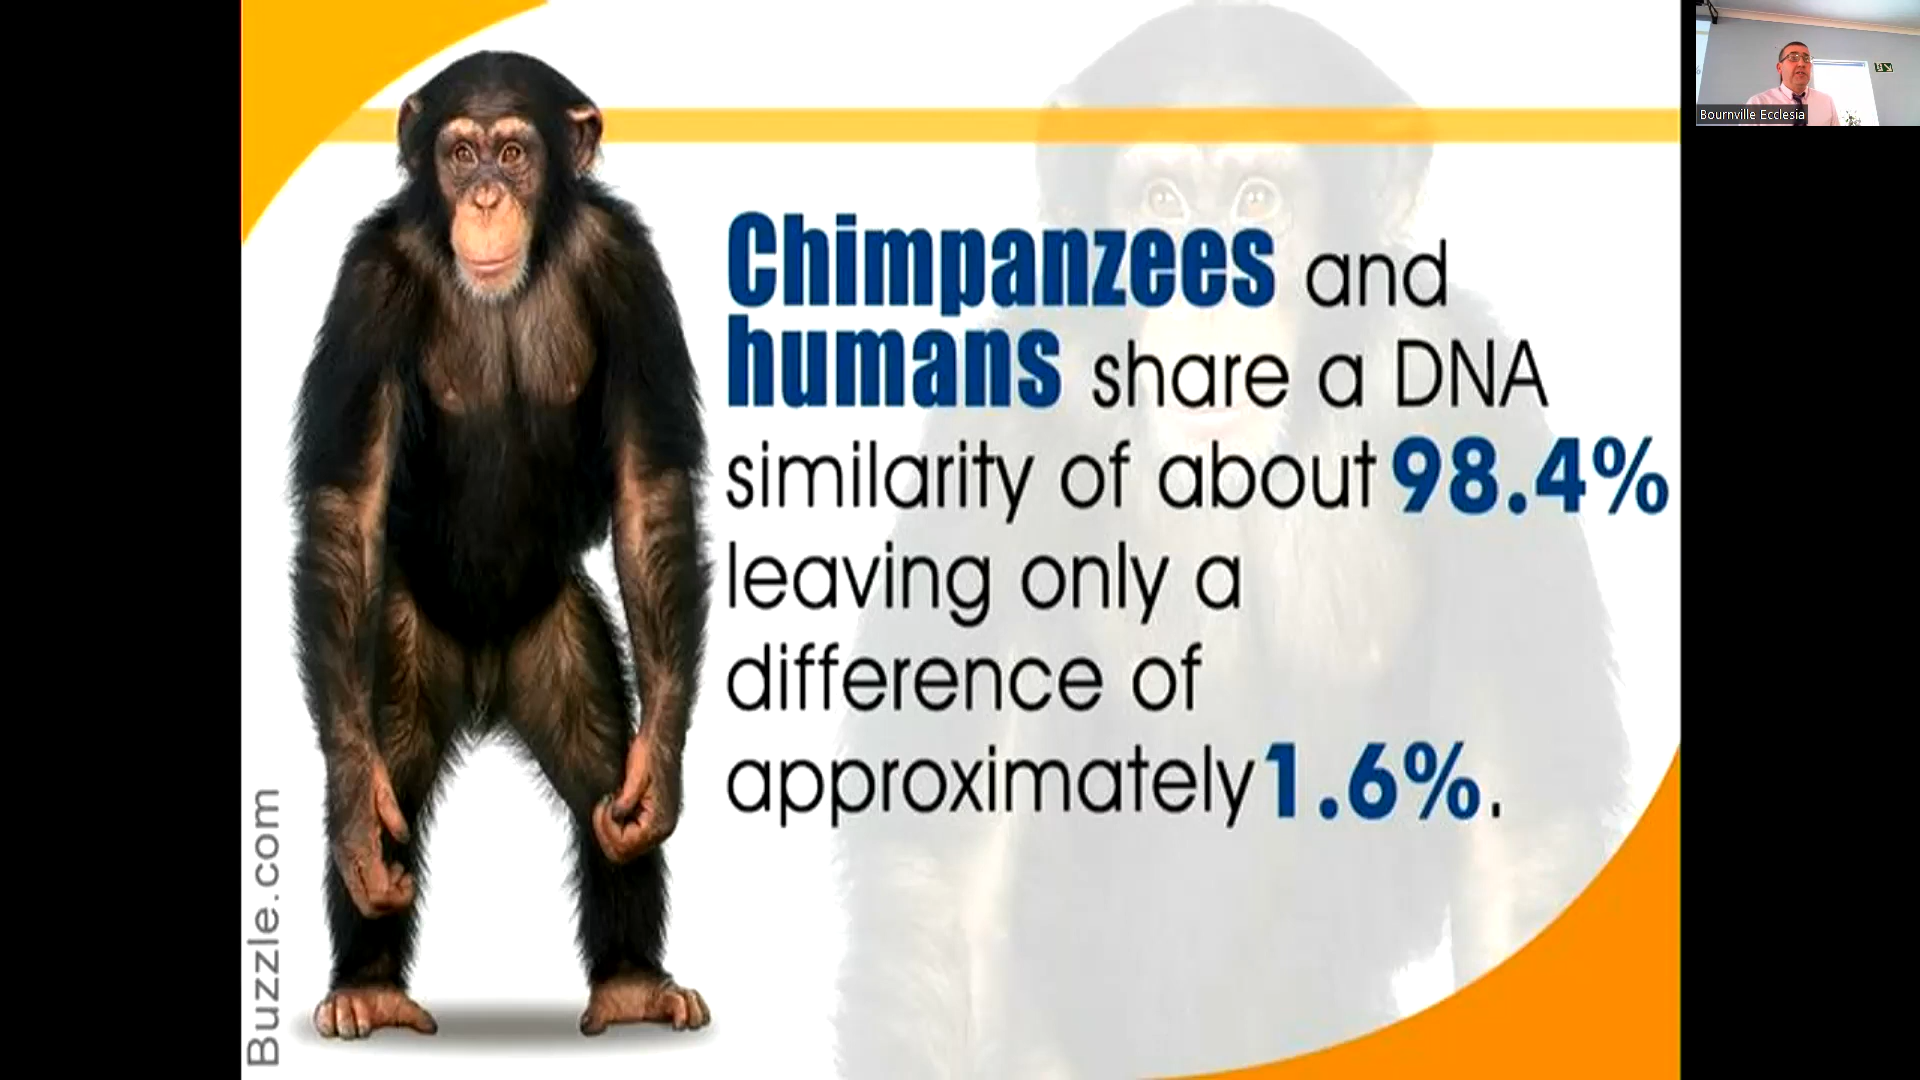 Chimpanzees and
humans share a DNA
similarity of about 98.4%
leaving only a
difference of
approximately 1.6%.
Buzzle.com
Bournville Ecclesia